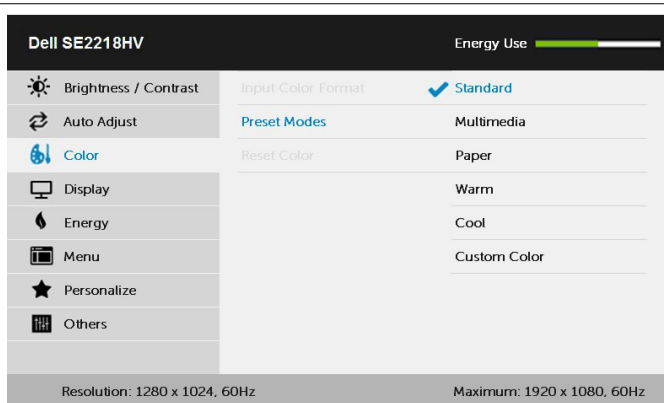 Dell SE2218HV
Energy Use
Brightness / Contrast
Input Color Format
Standard
Auto Adjust
Preset Modes
Multimedia
Color
Reset Color
Paper
Display
Warm
Energy
Cool
Menu
Custom Color
Personalize
Others
Resolution: 1280 x 1024, 60Hz
Maximum: 1920 x 1080, 60Hz